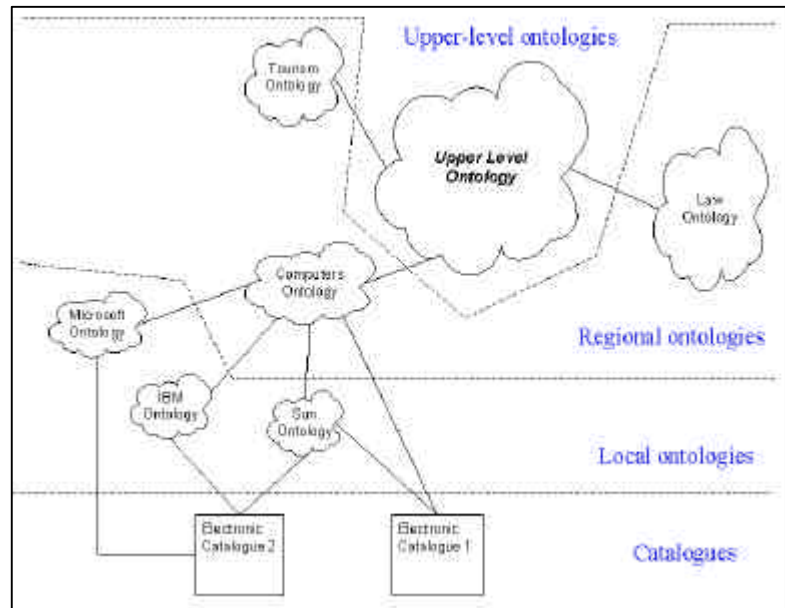 Upper-level ontologies
Tourism
Ontology
Upper Level
Ontology
Law
Ontology
Computers
Ontology
Microsoft
Ontology
Regional ontologies
IBM
Ontology
Sun
Ontology
Local ontologies
Electronic
Catalogue 2
Electronic
Catalogue 1
Catalogues